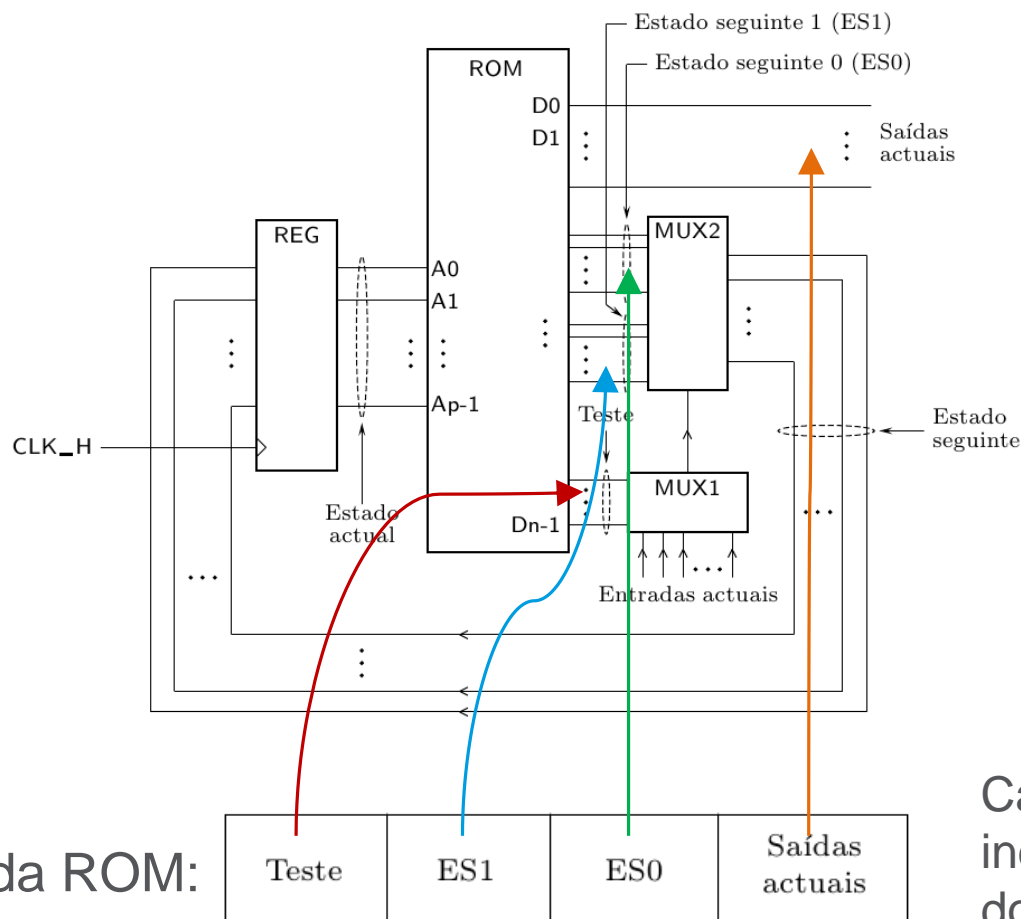 Estado seguinte 1 (ES1)
Estado seguinte 0 (ES0)
ROM
D0
D1
Saídas
actuais
REG
MUX2
A0
A1
Ap-1
Teste
Estado
seguinte
CLK_H
MUX1
Estado
actual
Dn-1
Entradas actuais
da ROM:
Teste
ES1
ES0
Saídas
actuais